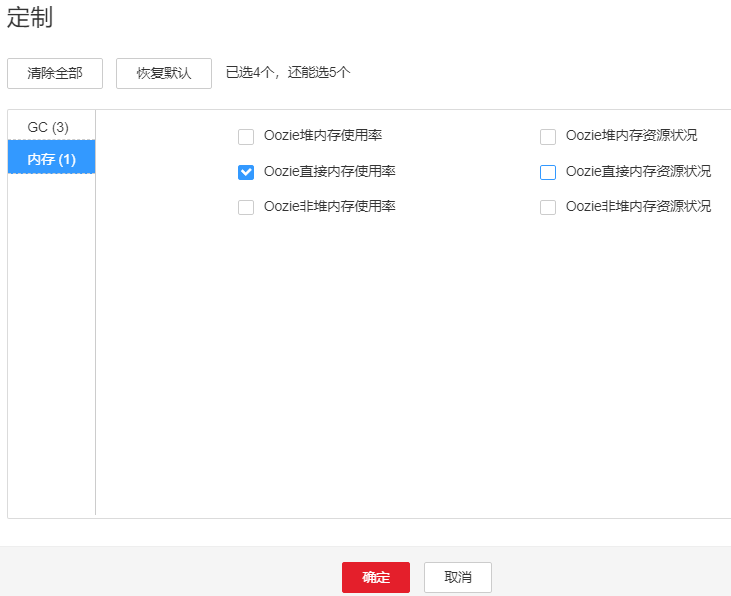 定制
清除全部 恢复默认 已选4个，还能选5个
GC (3)
内存 (1)
Oozie堆内存使用率 Oozie堆内存资源状况
Oozie直接内存使用率 Oozie直接内存资源状况
Oozie非堆内存使用率 Oozie非堆内存资源状况
确定 取消